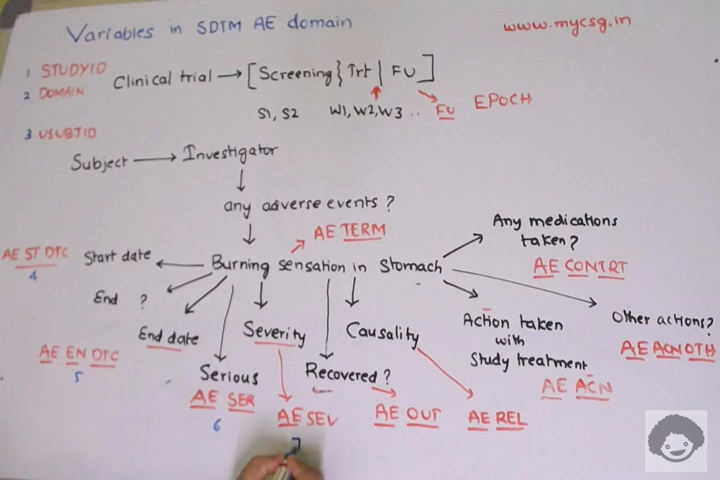 Variables in SDTM AE domain
www.mycsg.in
1 STUDYID
2 DOMAIN
Clinical trial → [Screening} Trt | FU]
S1, S2 W1, W2, W3 .. FU EPOCH
3 USUBJID
Subject → Investigator
any adverse events?
AE TERM
Any medications
taken?
AE CONTRT
AE ST DTC
4
Start date
Burning sensation in Stomach
End ?
End date
AE EN DTC
5
Severity
Causality
Action taken
with
Study treatment
AE ACN
Other actions?
AE ACN OTH
Serious
AE SER
6
Recovered?
AE SEV
AE OUT
AE REL
7